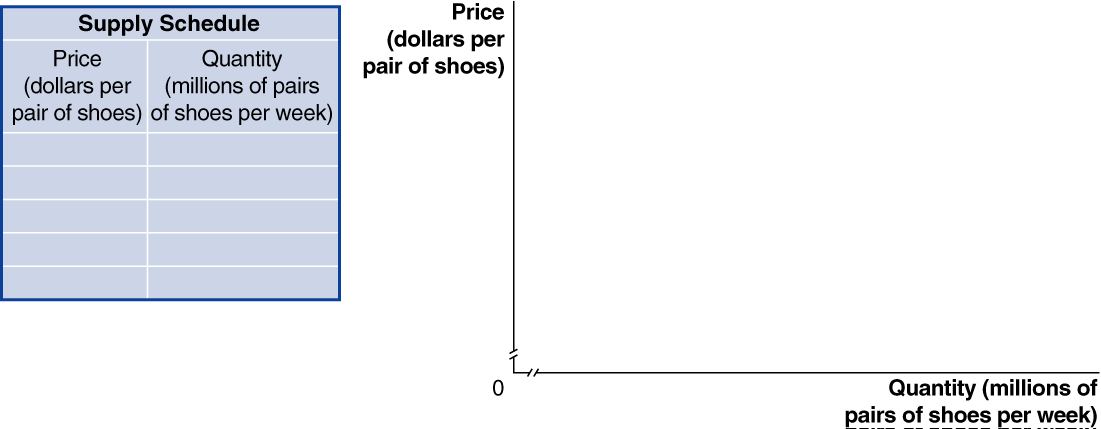 Supply Schedule
Price
(dollars per
pair of shoes)
Quantity
(millions of pairs
of shoes per week)
Price
(dollars per
pair of shoes)
0
Quantity (millions of
pairs of shoes per week)